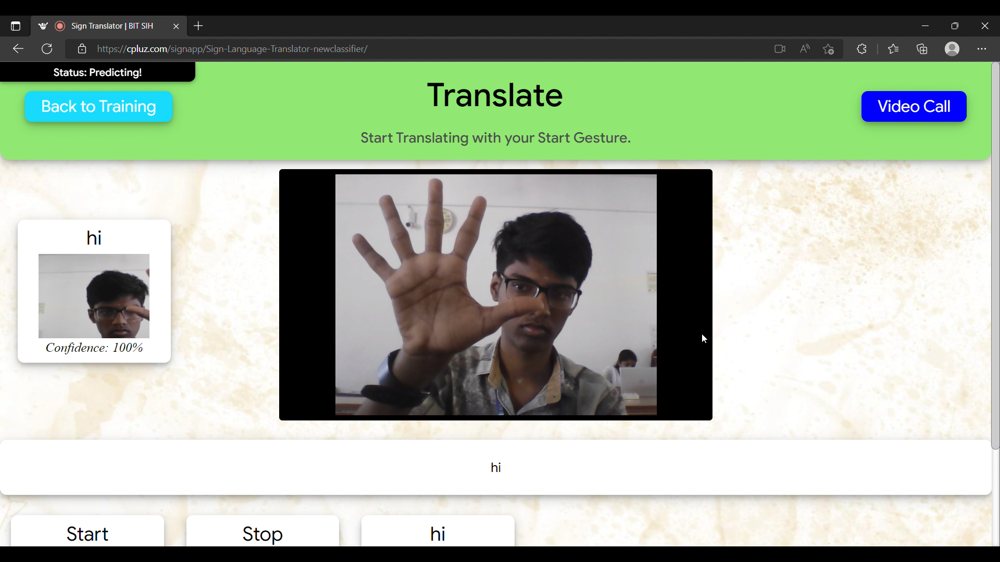 Sign Translator | BIT SIH
https://cpluz.com/signapp/Sign-Language-Translator-newclassifier/
Status: Predicting!
Back to Training
Translate
Video Call
Start Translating with your Start Gesture.
hi
Confidence: 100%
hi
Start
Stop
hi